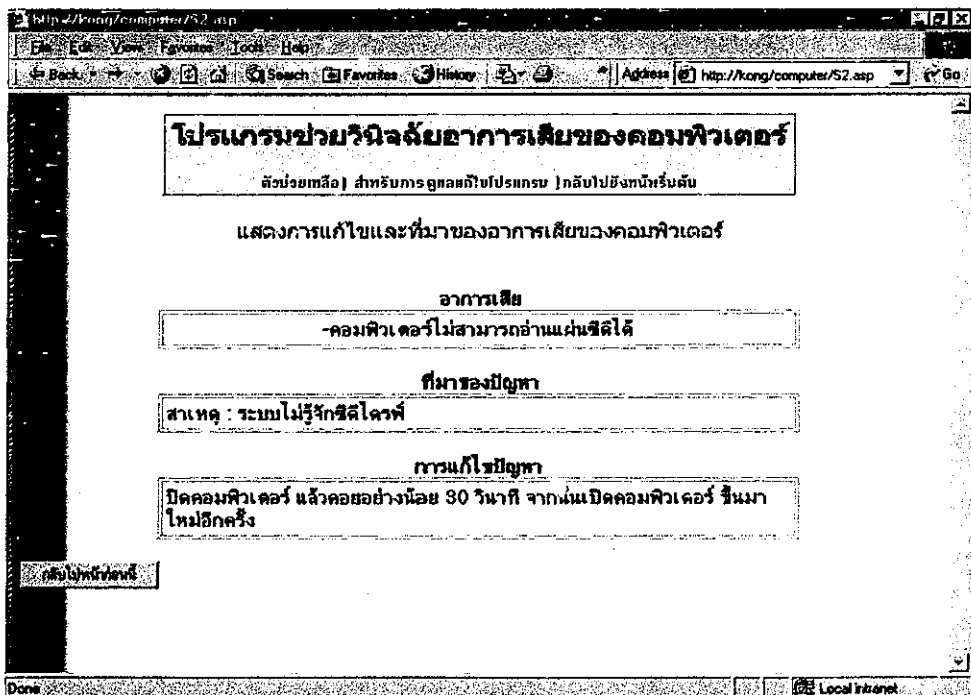 http://kong/computer/S2.asp
File Edit View Favorites Tools Help
Back Search Favorites History Address http://kong/computer/S2.asp Go
โปรแกรมช่วยวินิจฉัยอาการเสียของคอมพิวเตอร์
ตัวช่วยเหลือ| สำหรับการดูแลแก้ไขโปรแกรม |กลับไปยังหน้าเริ่มต้น
แสดงการแก้ไขและที่มาของอาการเสียของคอมพิวเตอร์
อาการเสีย
-คอมพิวเตอร์ไม่สามารถอ่านแผ่นซีดีได้
ที่มาของปัญหา
สาเหตุ : ระบบไม่รู้จักซีดีไดรฟ์
การแก้ไขปัญหา
ปิดคอมพิวเตอร์ แล้วคอยอย่างน้อย 30 วินาที จากนั่นเปิดคอมพิวเตอร์ ขึ้นมา
ใหม่อีกครั้ง
กลับไปหน้าก่อนนี้
Done Local intranet